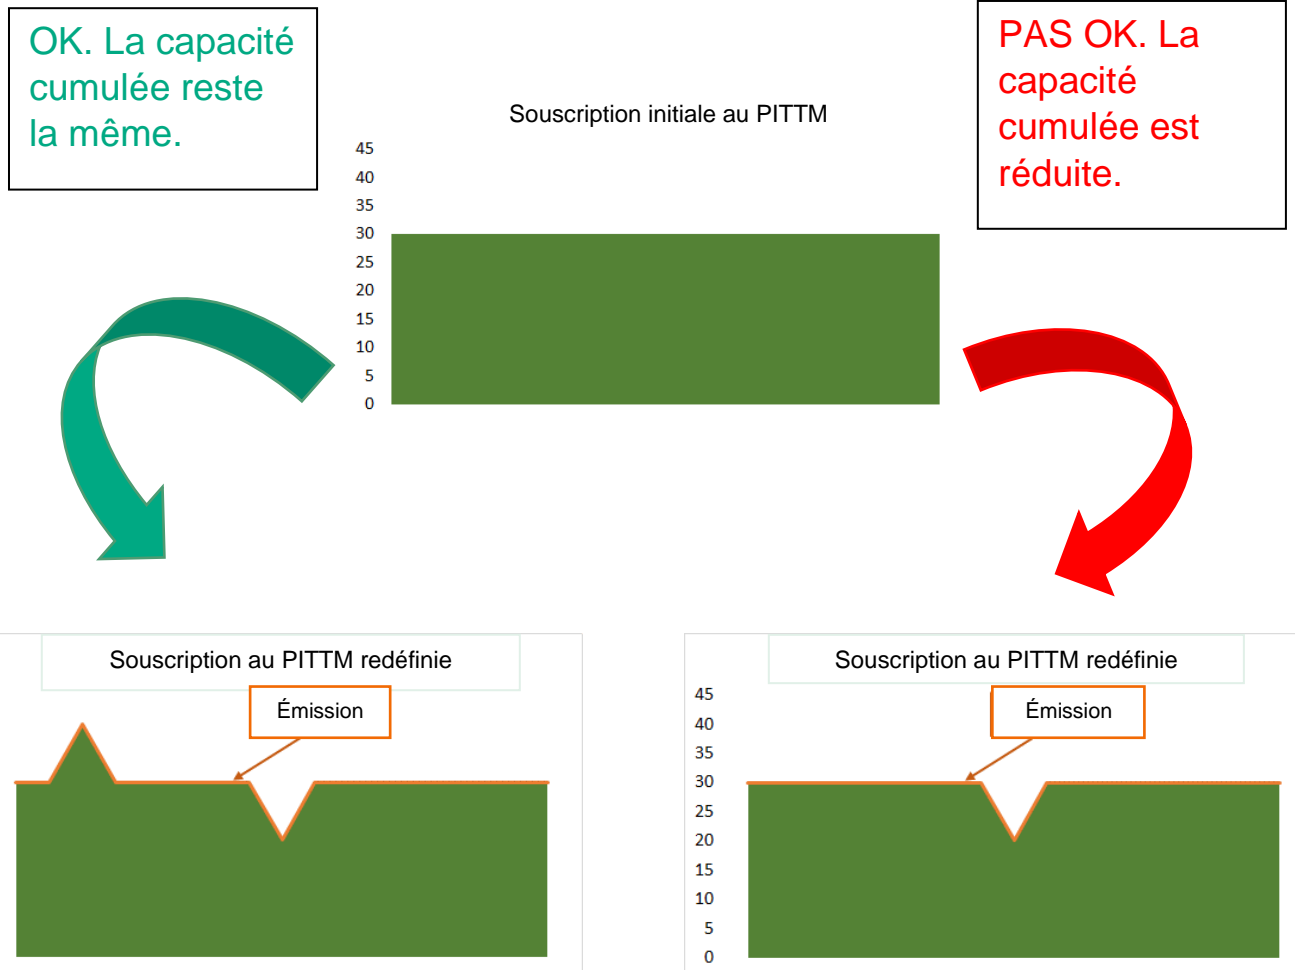 OK. La capacité
cumulée reste
la même.
PAS OK. La
capacité
cumulée est
réduite.
Souscription initiale au PITTM
45
40
35
30
25
20
15
10
5
0
Souscription au PITTM redéfinie
Émission
Souscription au PITTM redéfinie
Émission
45
40
35
30
25
20
15
10
5
0